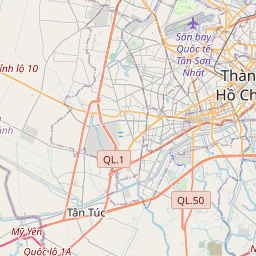 Sân bay
Quốc tế
Tân Sơn
Nhất
Thàn
Hồ Ch
ỉnh lộ 10
QL.1
QL.50
Tân Túc
Mỹ Yên
Quốc lộ 1A